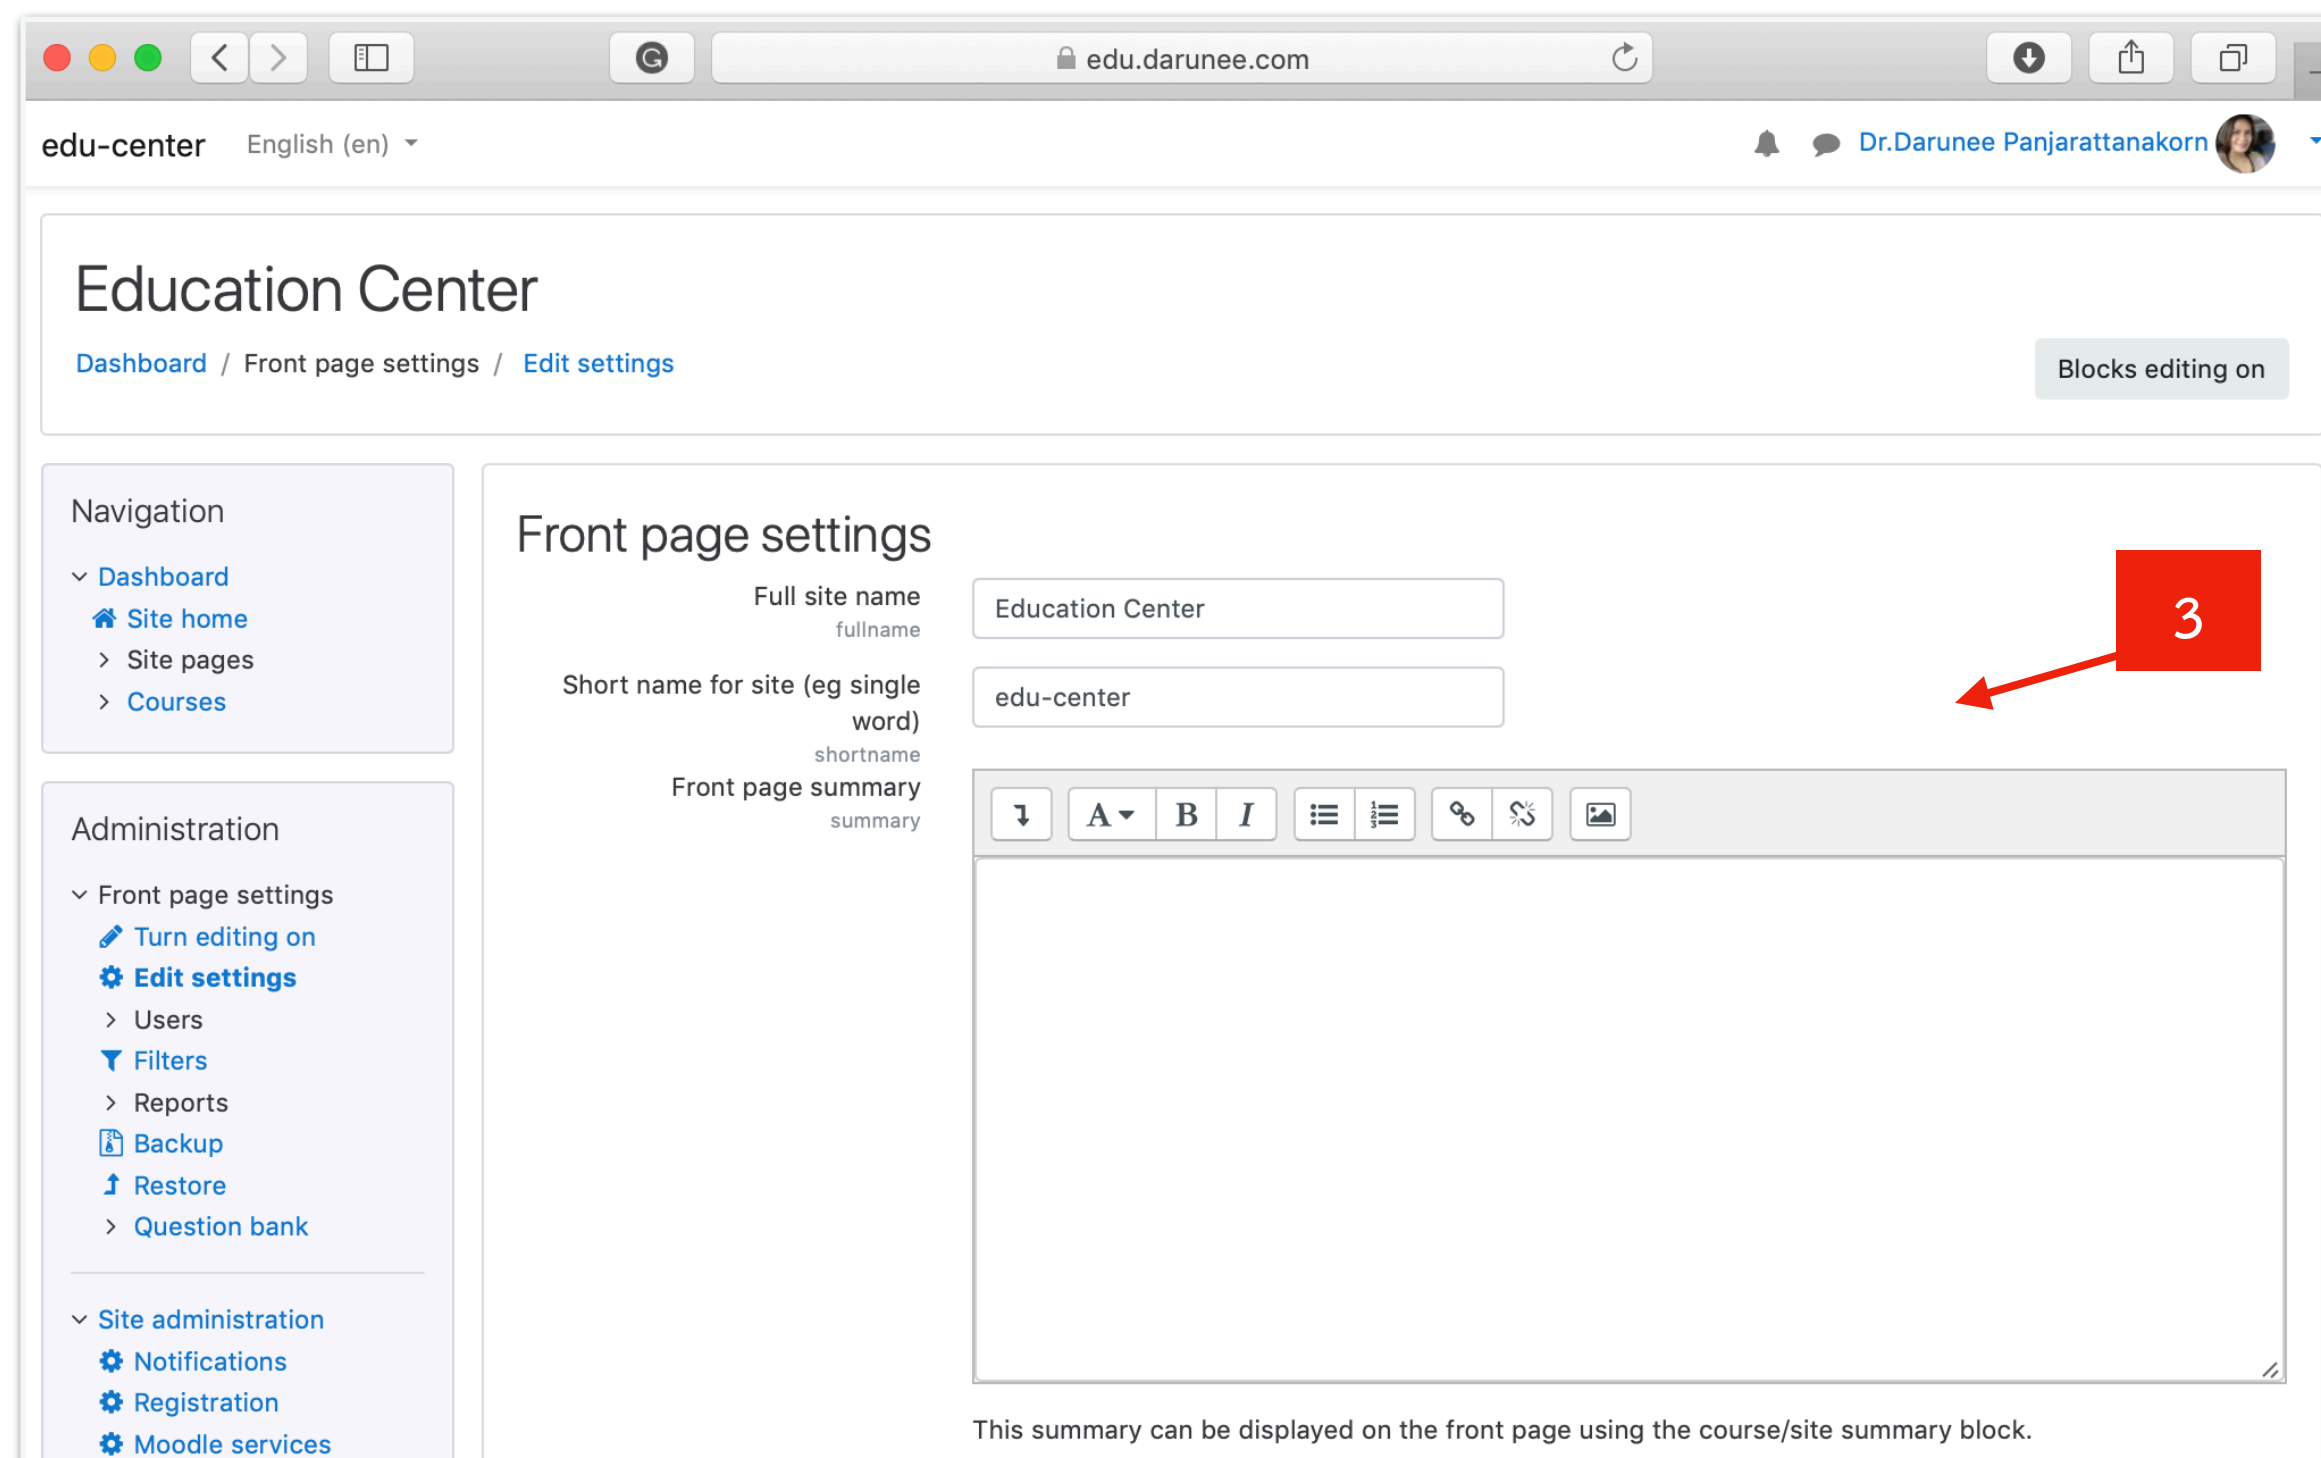 edu.darunee.com
edu-center English (en) Dr.Darunee Panjarattanakorn
Education Center
Dashboard / Front page settings / Edit settings
Blocks editing on
Navigation
Dashboard
Site home
Site pages
Courses
Administration
Front page settings
Turn editing on
Edit settings
Users
Filters
Reports
Backup
Restore
Question bank
Site administration
Notifications
Registration
Moodle services
Front page settings
Full site name
fullname
Education Center
Short name for site (eg single
word)
shortname
edu-center
3
Front page summary
summary
A B I
This summary can be displayed on the front page using the course/site summary block.